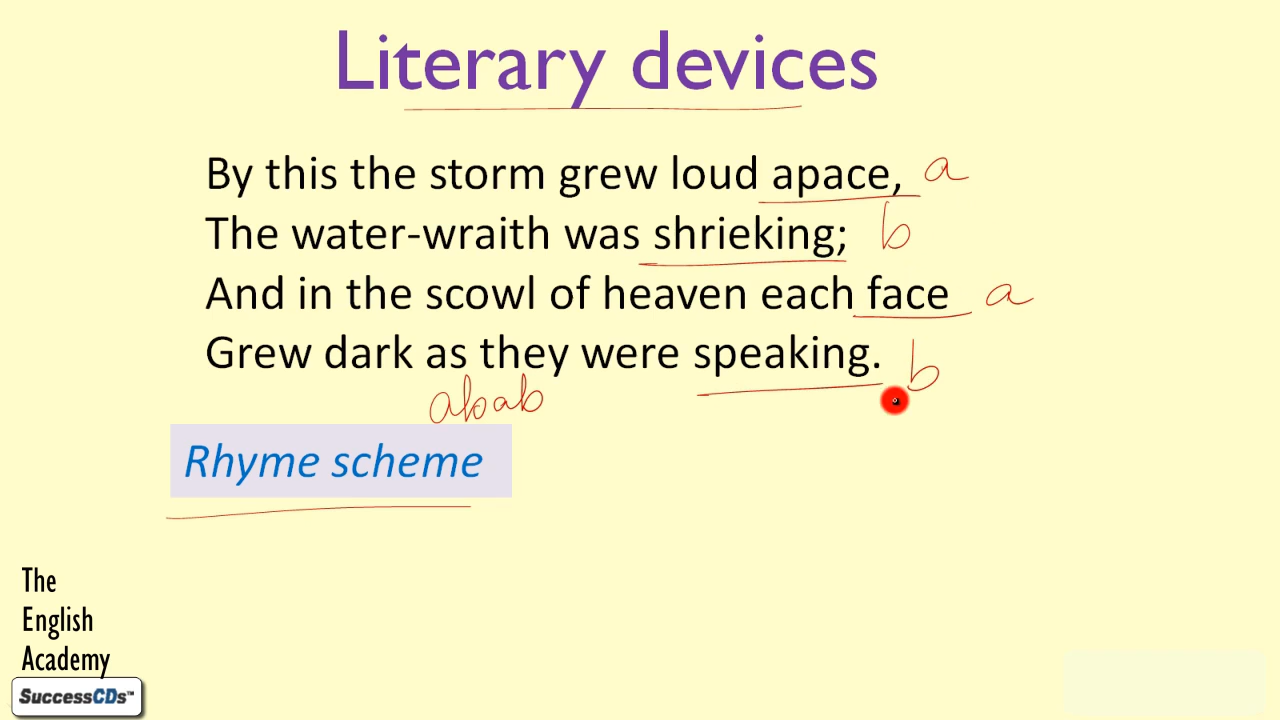 Literary devices
By this the storm grew loud apace, a
The water-wraith was shrieking; b
And in the scowl of heaven each face a
Grew dark as they were speaking. b
abab
Rhyme scheme
The
English
Academy
SuccessCDs™